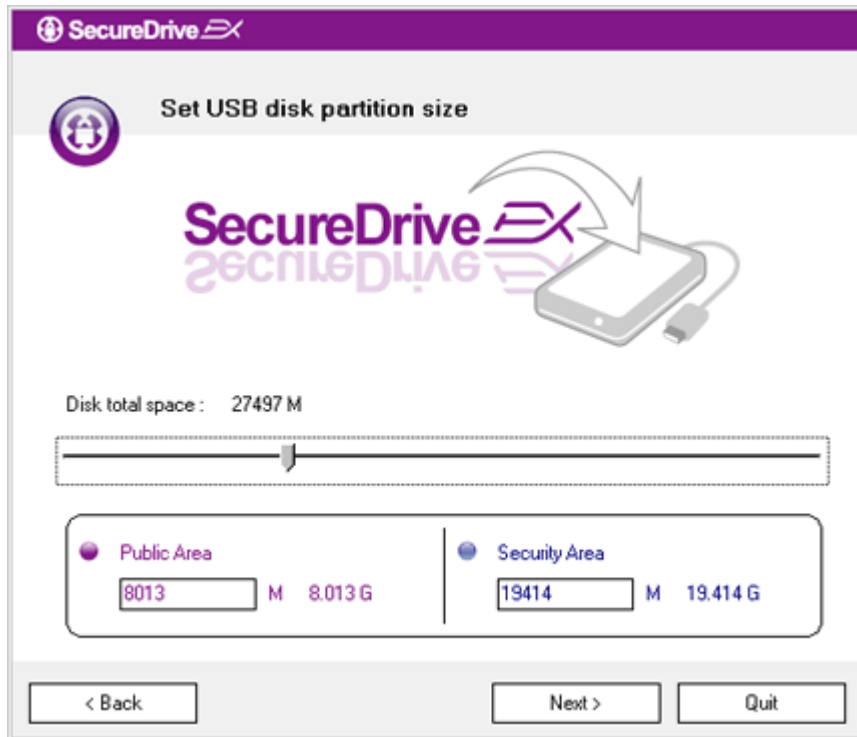 SecureDrive EX
Set USB disk partition size
SecureDrive EX
Disk total space : 27497 M
Public Area
8013 M 8.013 G
Security Area
19414 M 19.414 G
< Back
Next >
Quit